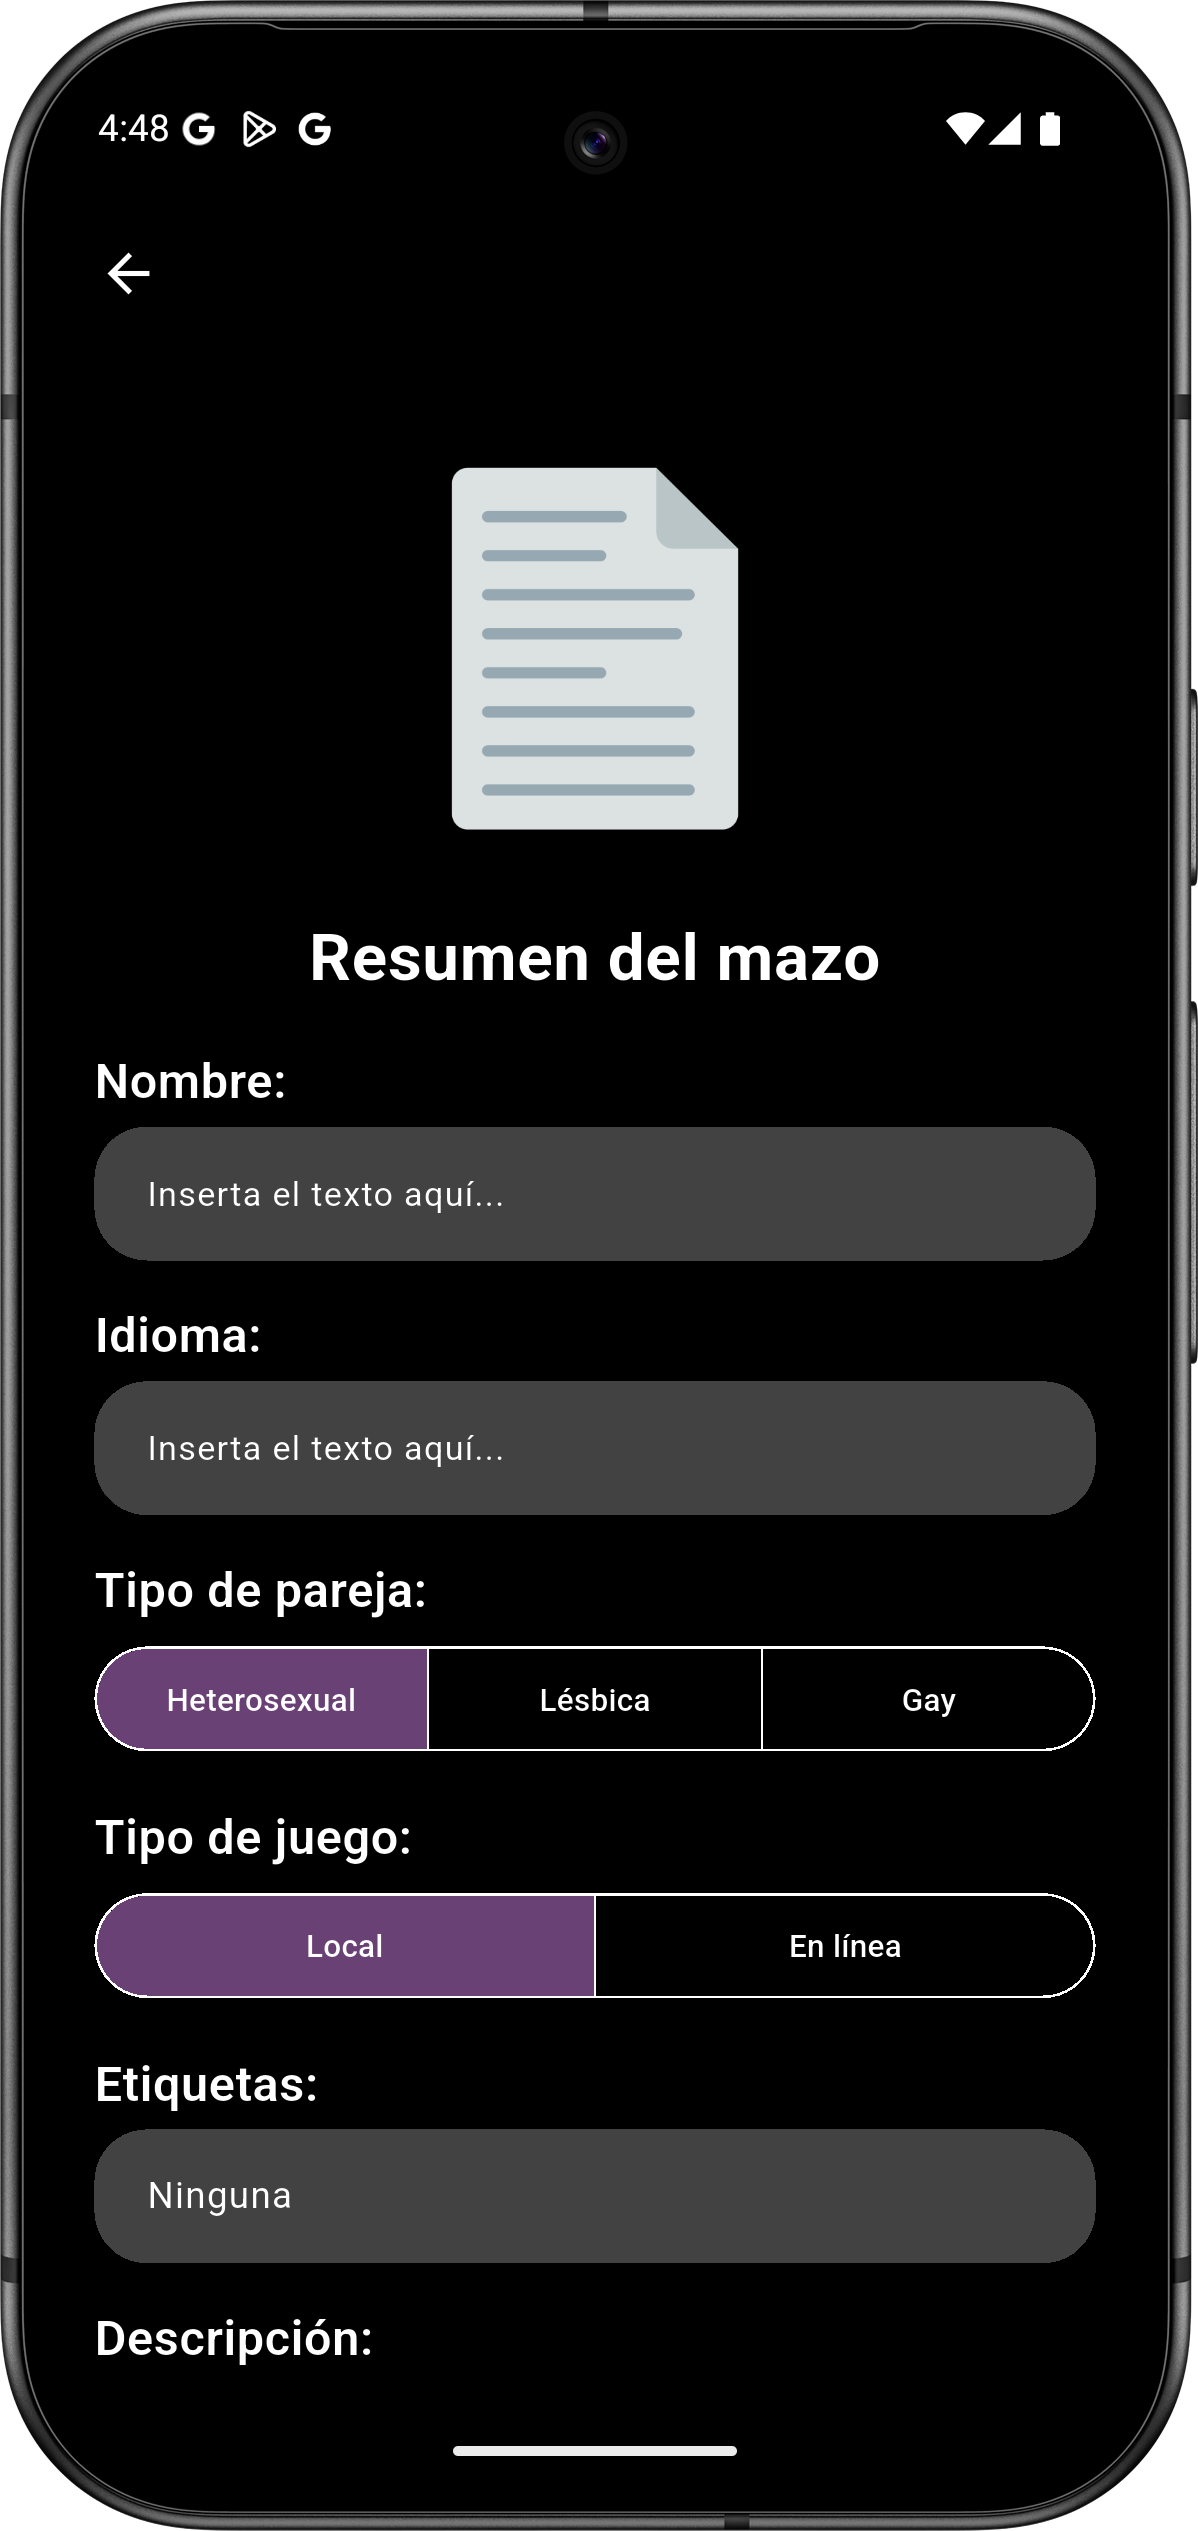 4:48
Resumen del mazo
Nombre:
Inserta el texto aquí...
Idioma:
Inserta el texto aquí...
Tipo de pareja:
Heterosexual Lésbica Gay
Tipo de juego:
Local En línea
Etiquetas:
Ninguna
Descripción: